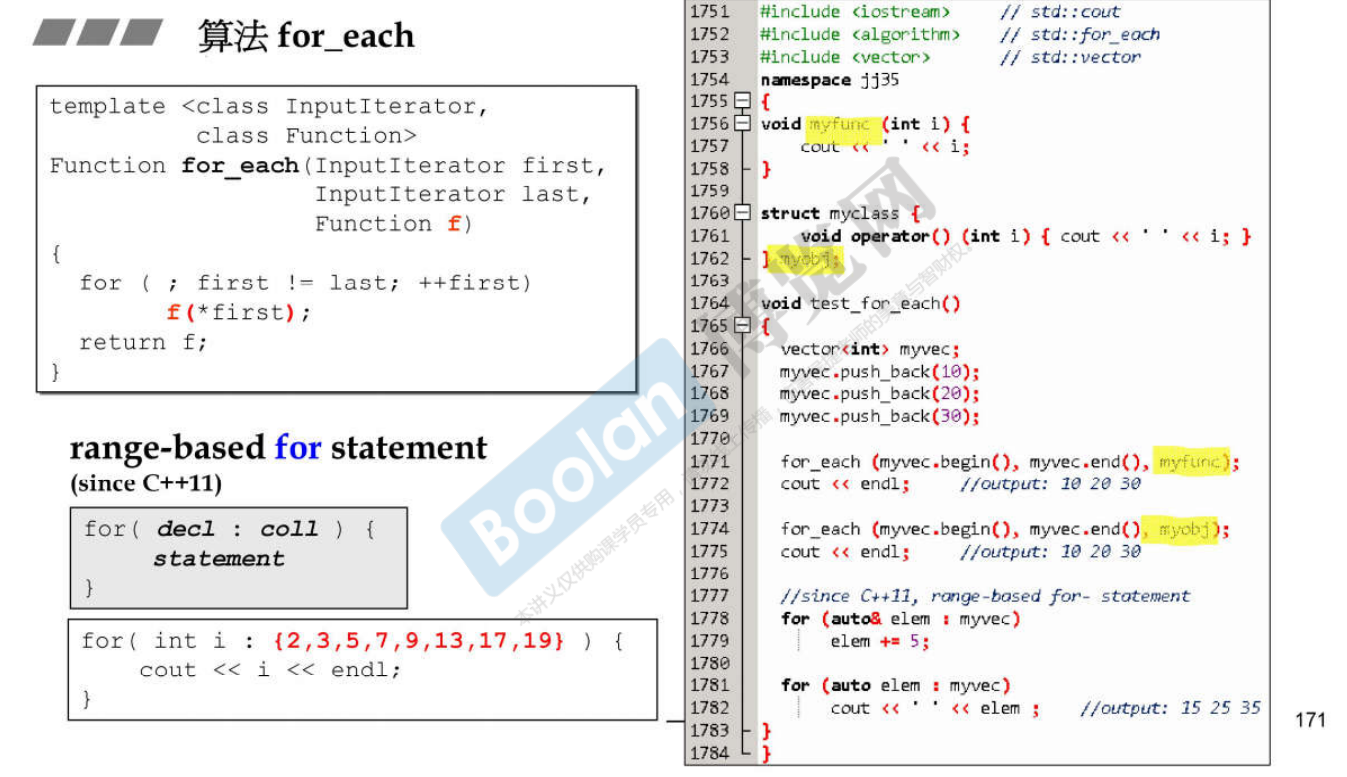 算法 for_each
template <class InputIterator,
class Function>
Function for_each(InputIterator first,
InputIterator last,
Function f)
{
for ( ; first != last; ++first)
f(*first);
return f;
}
range-based for statement
(since C++11)
for( decl : coll ) {
statement
}
for( int i : {2,3,5,7,9,13,17,19} ) {
cout << i << endl;
}
1751 #include <iostream> // std::cout
1752 #include <algorithm> // std::for_each
1753 #include <vector> // std::vector
1754 namespace jj35
1755 {
1756 void myfunc (int i) {
1757 cout << ' ' << i;
1758 }
1759
1760 struct myclass {
1761 void operator() (int i) { cout << ' ' << i; }
1762 } myobj;
1763
1764 void test_for_each()
1765 {
1766 vector<int> myvec;
1767 myvec.push_back(10);
1768 myvec.push_back(20);
1769 myvec.push_back(30);
1770
1771 for_each (myvec.begin(), myvec.end(), myfunc);
1772 cout << endl; //output: 10 20 30
1773
1774 for_each (myvec.begin(), myvec.end(), myobj);
1775 cout << endl; //output: 10 20 30
1776
1777 //since C++11, range-based for- statement
1778 for (auto& elem : myvec)
1779 elem += 5;
1780
1781 for (auto elem : myvec)
1782 cout << ' ' << elem ; //output: 15 25 35
1783 }
1784 }
171
Boolan 博览网
本讲义仅供购课学员专用